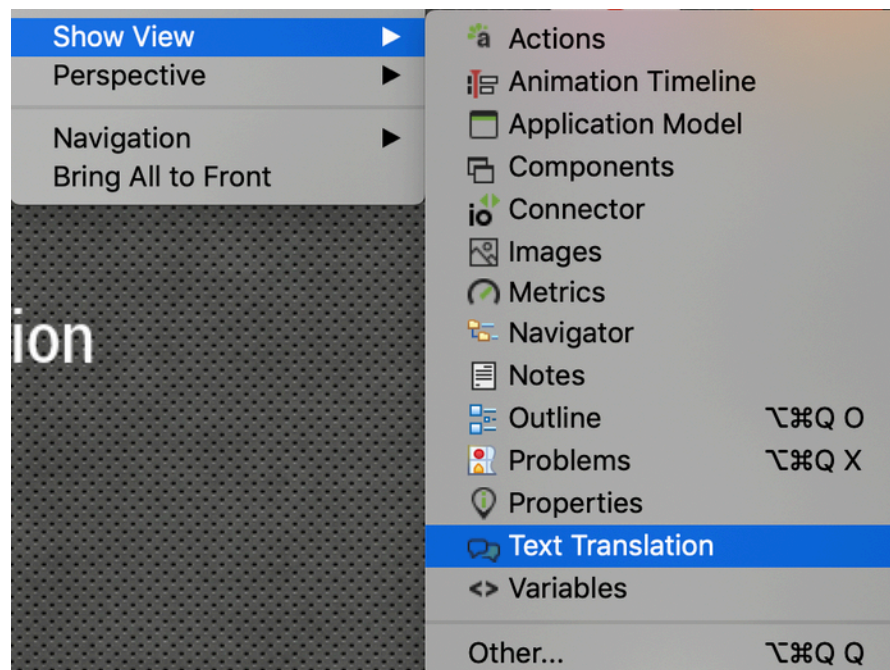 Show View
Perspective
Navigation
Bring All to Front
ion
Actions
Animation Timeline
Application Model
Components
Connector
Images
Metrics
Navigator
Notes
Outline ⌥⌘Q O
Problems ⌥⌘Q X
Properties
Text Translation
Variables
Other... ⌥⌘Q Q